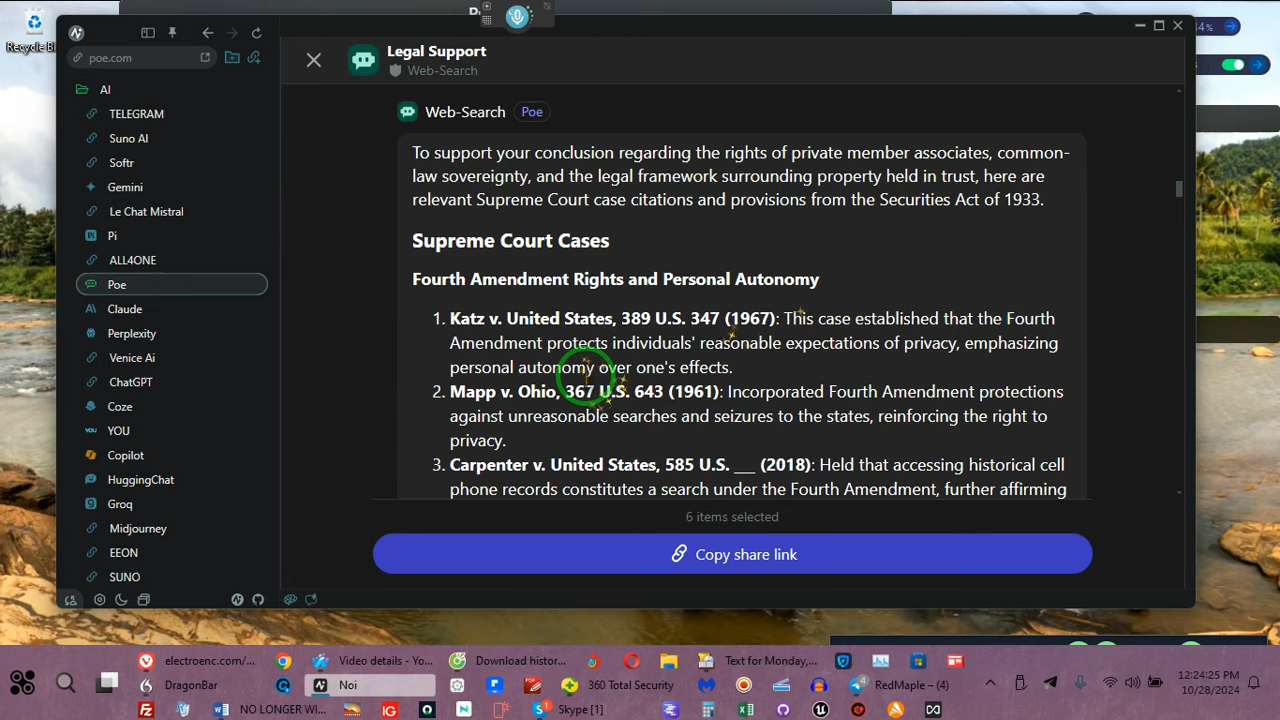 Recycle Bi
poe.com
AI
TELEGRAM
Suno AI
Softr
Gemini
Le Chat Mistral
Pi
ALL4ONE
Poe
Claude
Perplexity
Venice Ai
ChatGPT
Coze
YOU
YOU
Copilot
HuggingChat
Groq
Midjourney
EEON
SUNO
Legal Support
Web-Search
Web-Search Poe
To support your conclusion regarding the rights of private member associates, common-
law sovereignty, and the legal framework surrounding property held in trust, here are
relevant Supreme Court case citations and provisions from the Securities Act of 1933.
Supreme Court Cases
Fourth Amendment Rights and Personal Autonomy
1. Katz v. United States, 389 U.S. 347 (1967): This case established that the Fourth
Amendment protects individuals' reasonable expectations of privacy, emphasizing
personal autonomy over one's effects.
2. Mapp v. Ohio, 367 U.S. 643 (1961): Incorporated Fourth Amendment protections
against unreasonable searches and seizures to the states, reinforcing the right to
privacy.
3. Carpenter v. United States, 585 U.S. ___ (2018): Held that accessing historical cell
phone records constitutes a search under the Fourth Amendment, further affirming
6 items selected
Copy share link
4%
electroenc.com/...
Video details - Yo...
Download histor...
Text for Monday,...
DragonBar
Noi
360 Total Security
RedMaple – (4)
NO LONGER WI...
IG
Skype [1]
12:24:25 PM
10/28/2024